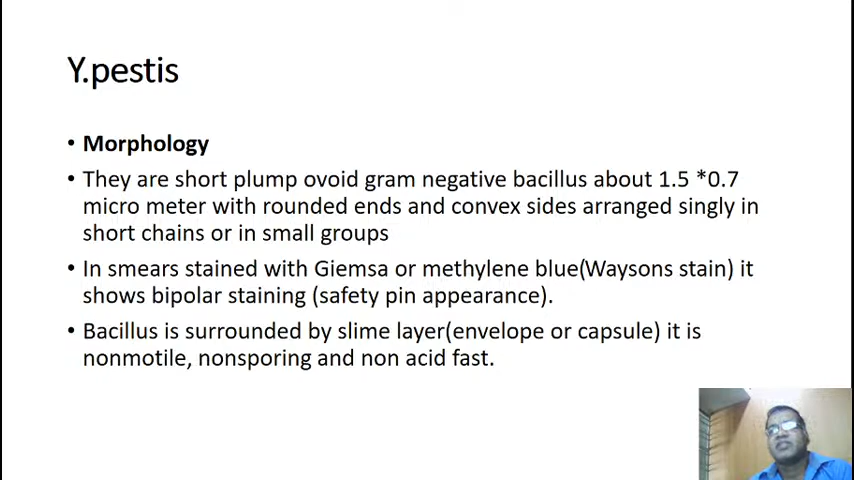 Y.pestis
• Morphology
• They are short plump ovoid gram negative bacillus about 1.5 *0.7
micro meter with rounded ends and convex sides arranged singly in
short chains or in small groups
• In smears stained with Giemsa or methylene blue(Waysons stain) it
shows bipolar staining (safety pin appearance).
• Bacillus is surrounded by slime layer(envelope or capsule) it is
nonmotile, nonsporing and non acid fast.